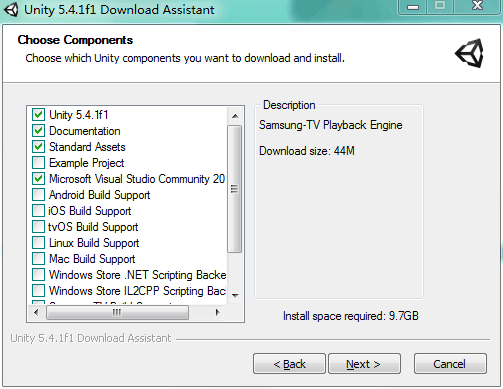 Unity 5.4.1f1 Download Assistant
Choose Components
Choose which Unity components you want to download and install.
Unity 5.4.1f1
Documentation
Standard Assets
Example Project
Microsoft Visual Studio Community 20
Android Build Support
iOS Build Support
tvOS Build Support
Linux Build Support
Mac Build Support
Windows Store .NET Scripting Backe
Windows Store IL2CPP Scripting Bac
Description
Samsung-TV Playback Engine
Download size: 44M
Install space required: 9.7GB
Unity 5.4.1f1 Download Assistant
< Back
Next >
Cancel